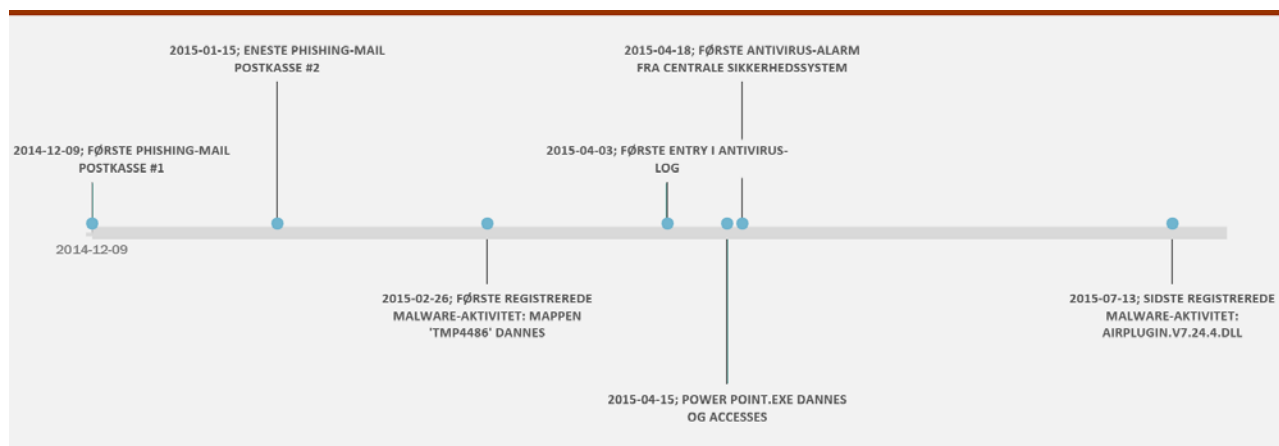 2015-01-15; ENESTE PHISHING-MAIL
POSTKASSE #2
2015-04-18; FØRSTE ANTIVIRUS-ALARM
FRA CENTRALE SIKKERHEDSSYSTEM
2014-12-09; FØRSTE PHISHING-MAIL
POSTKASSE #1
2015-04-03; FØRSTE ENTRY I ANTIVIRUS-
LOG
2014-12-09
2015-02-26; FØRSTE REGISTREREDE
MALWARE-AKTIVITET: MAPPEN
'TMP4486' DANNES
2015-07-13; SIDSTE REGISTREREDE
MALWARE-AKTIVITET:
AIRPLUGIN.V7.24.4.DLL
2015-04-15; POWER POINT.EXE DANNES
OG ACCESSES